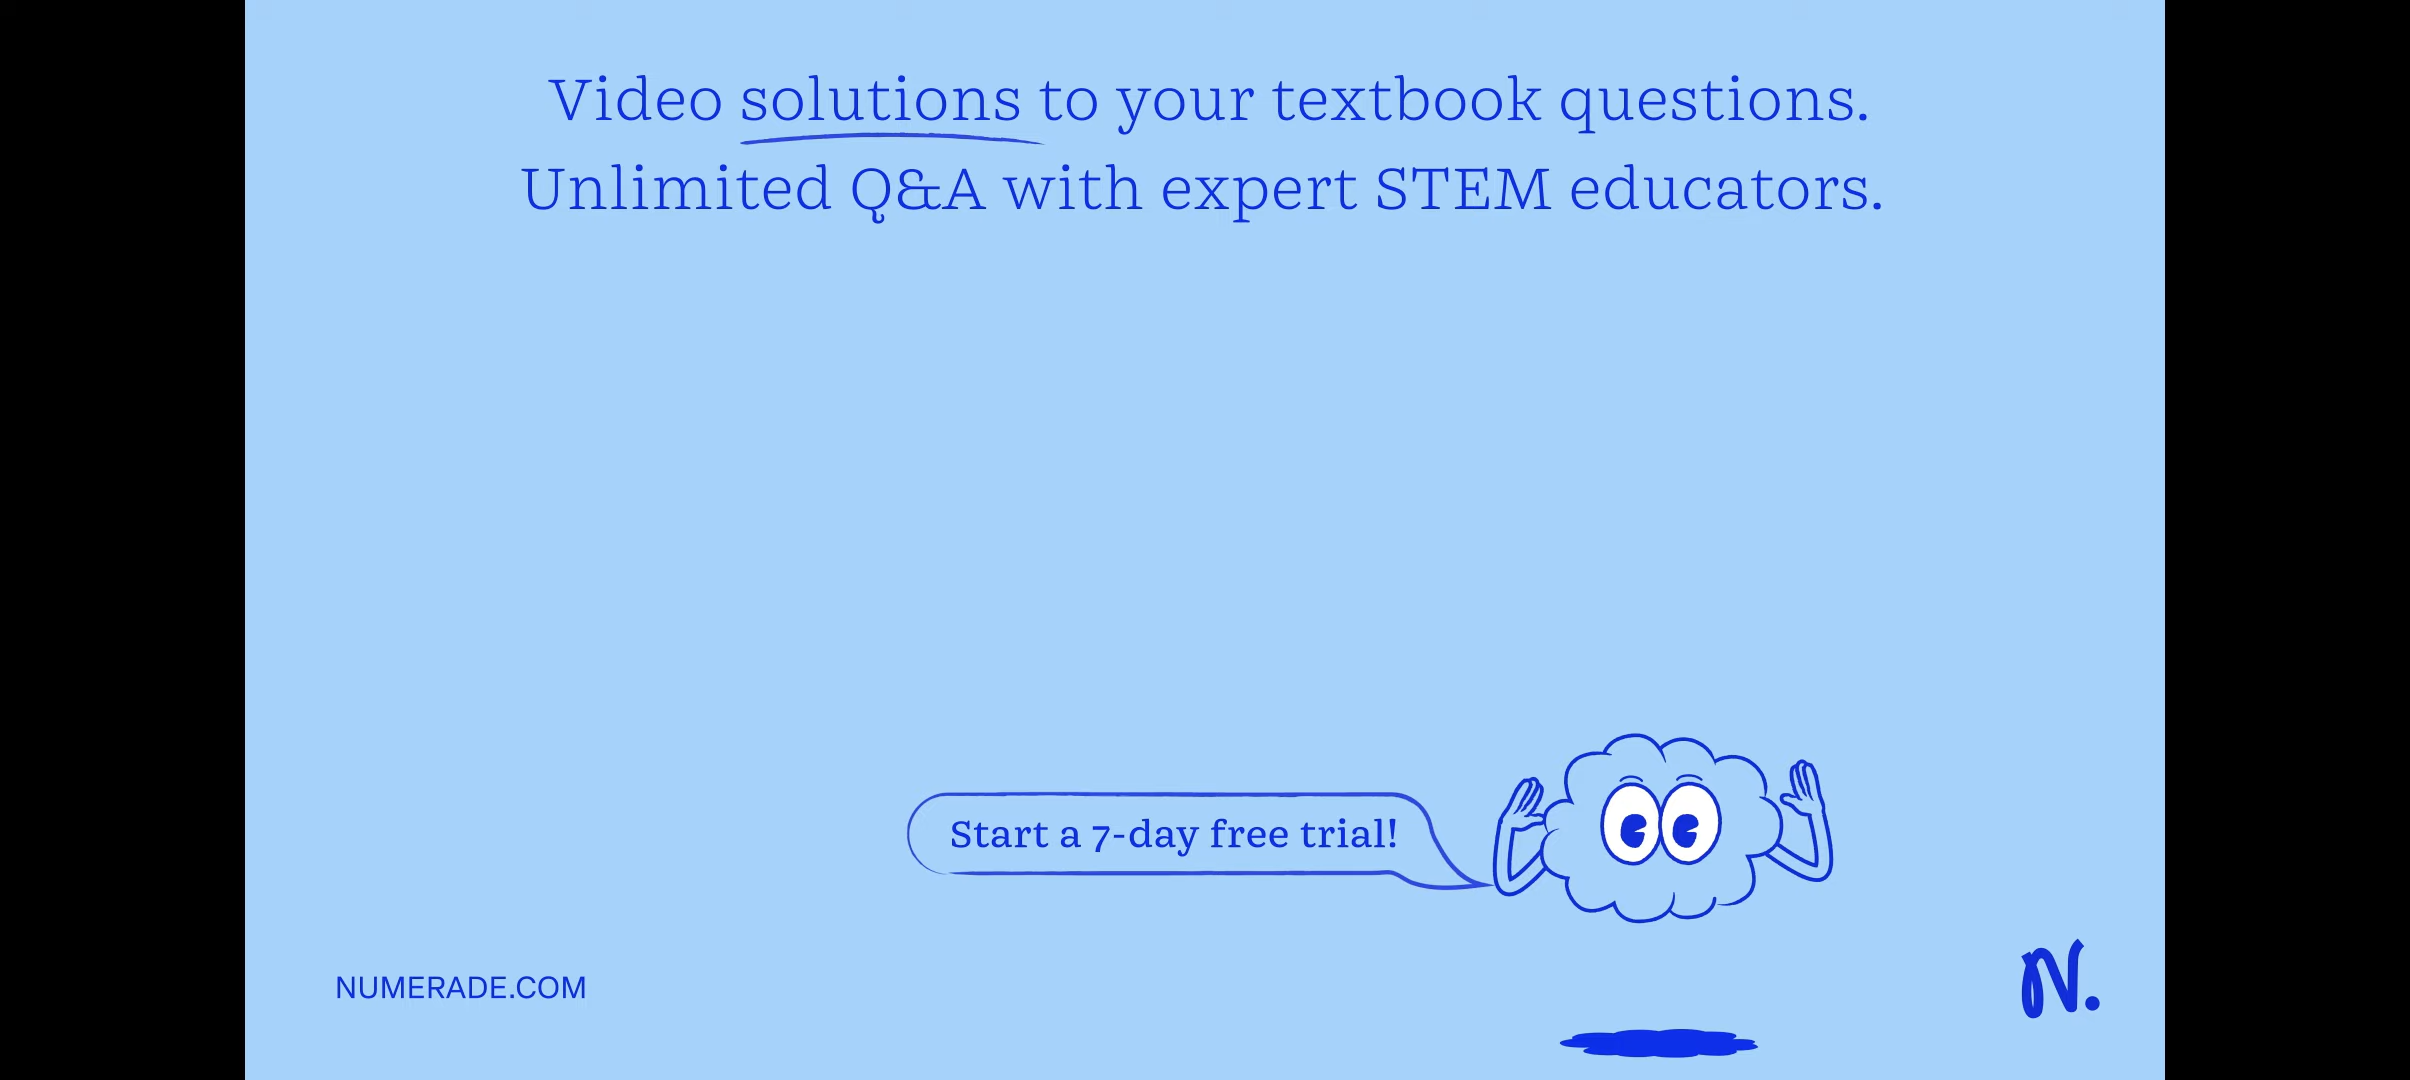 Video solutions to your textbook questions.
Unlimited Q&A with expert STEM educators.
Start a 7-day free trial!
NUMERADE.COM
N.